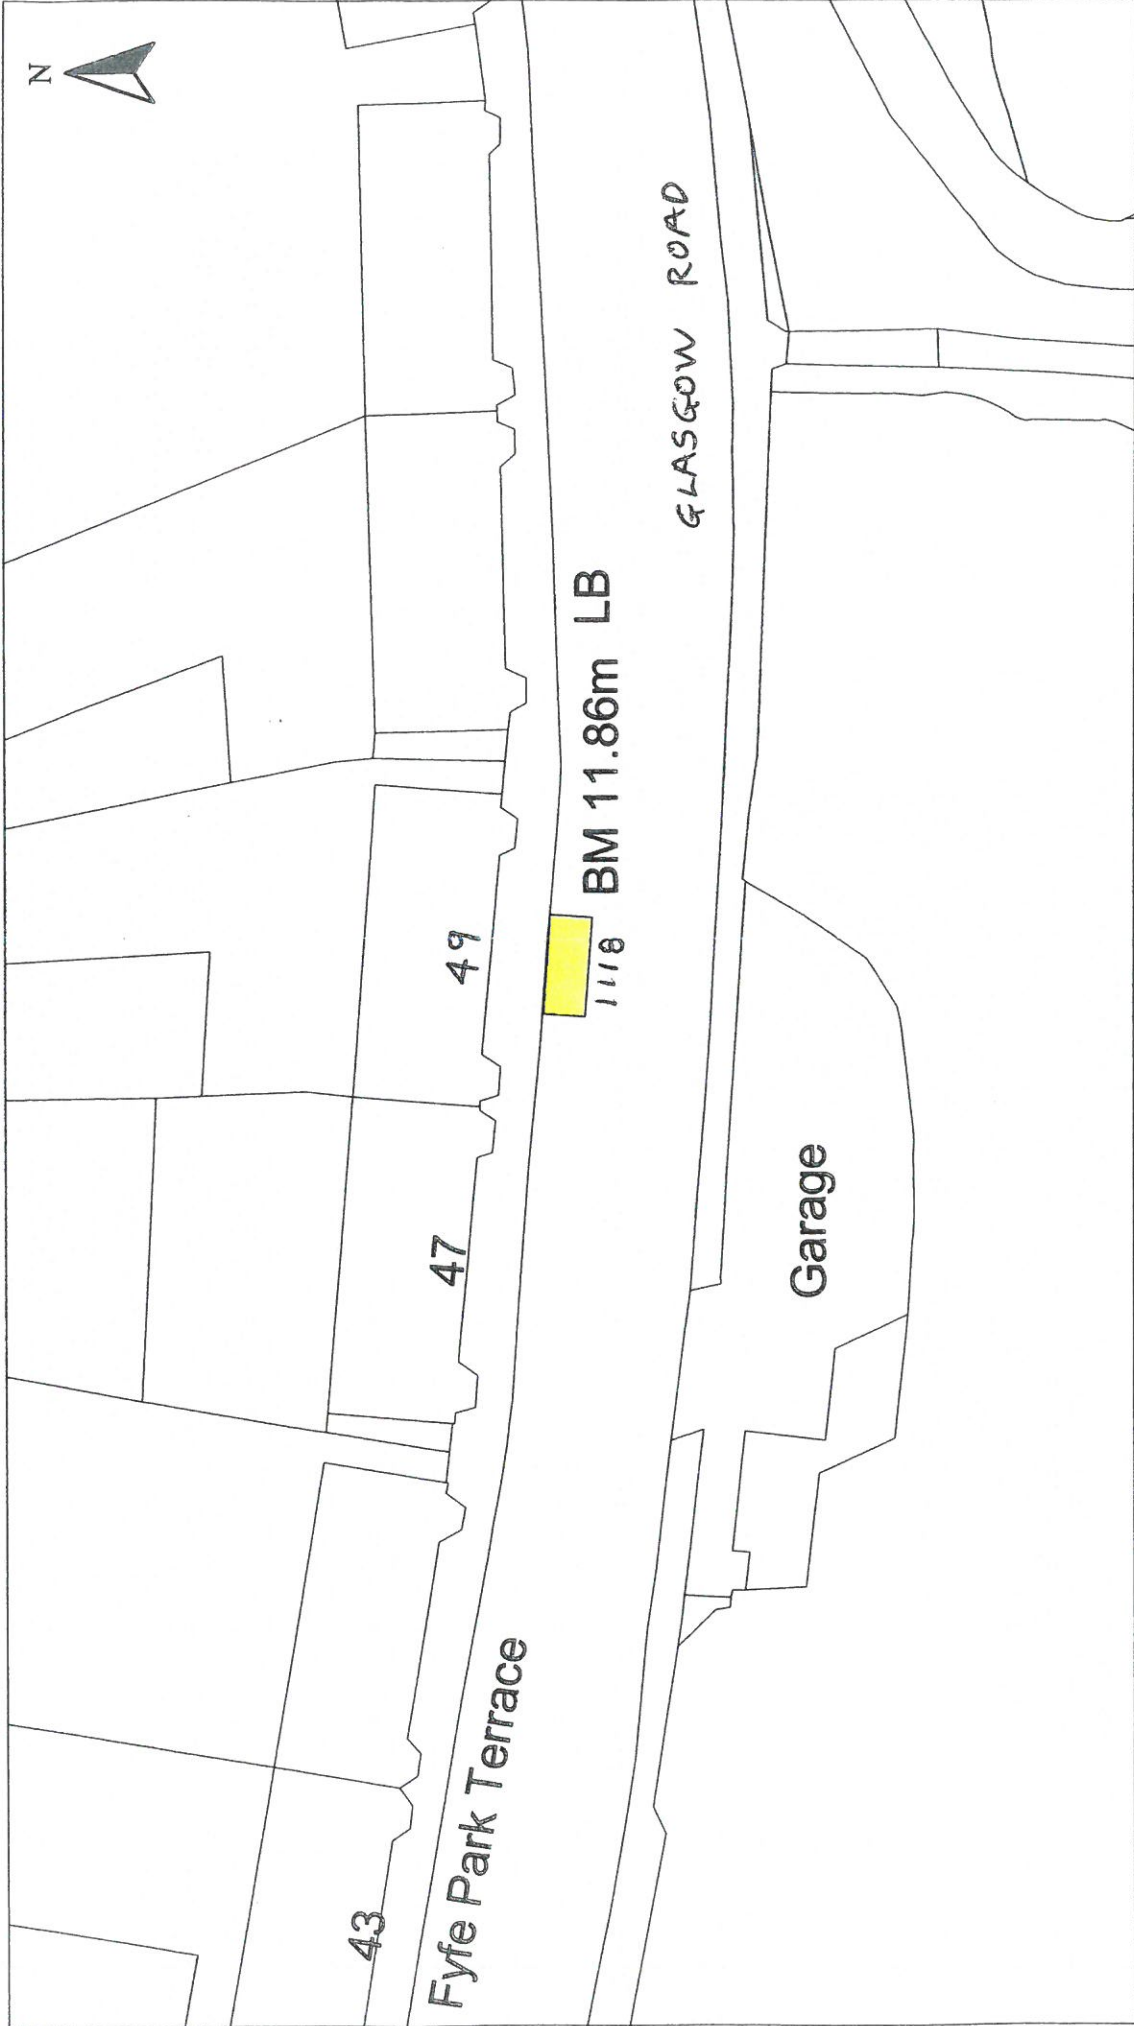 N
43
47
49
Fyfe Park Terrace
1118
BM 11.86m LB
GLASGOW ROAD
Garage